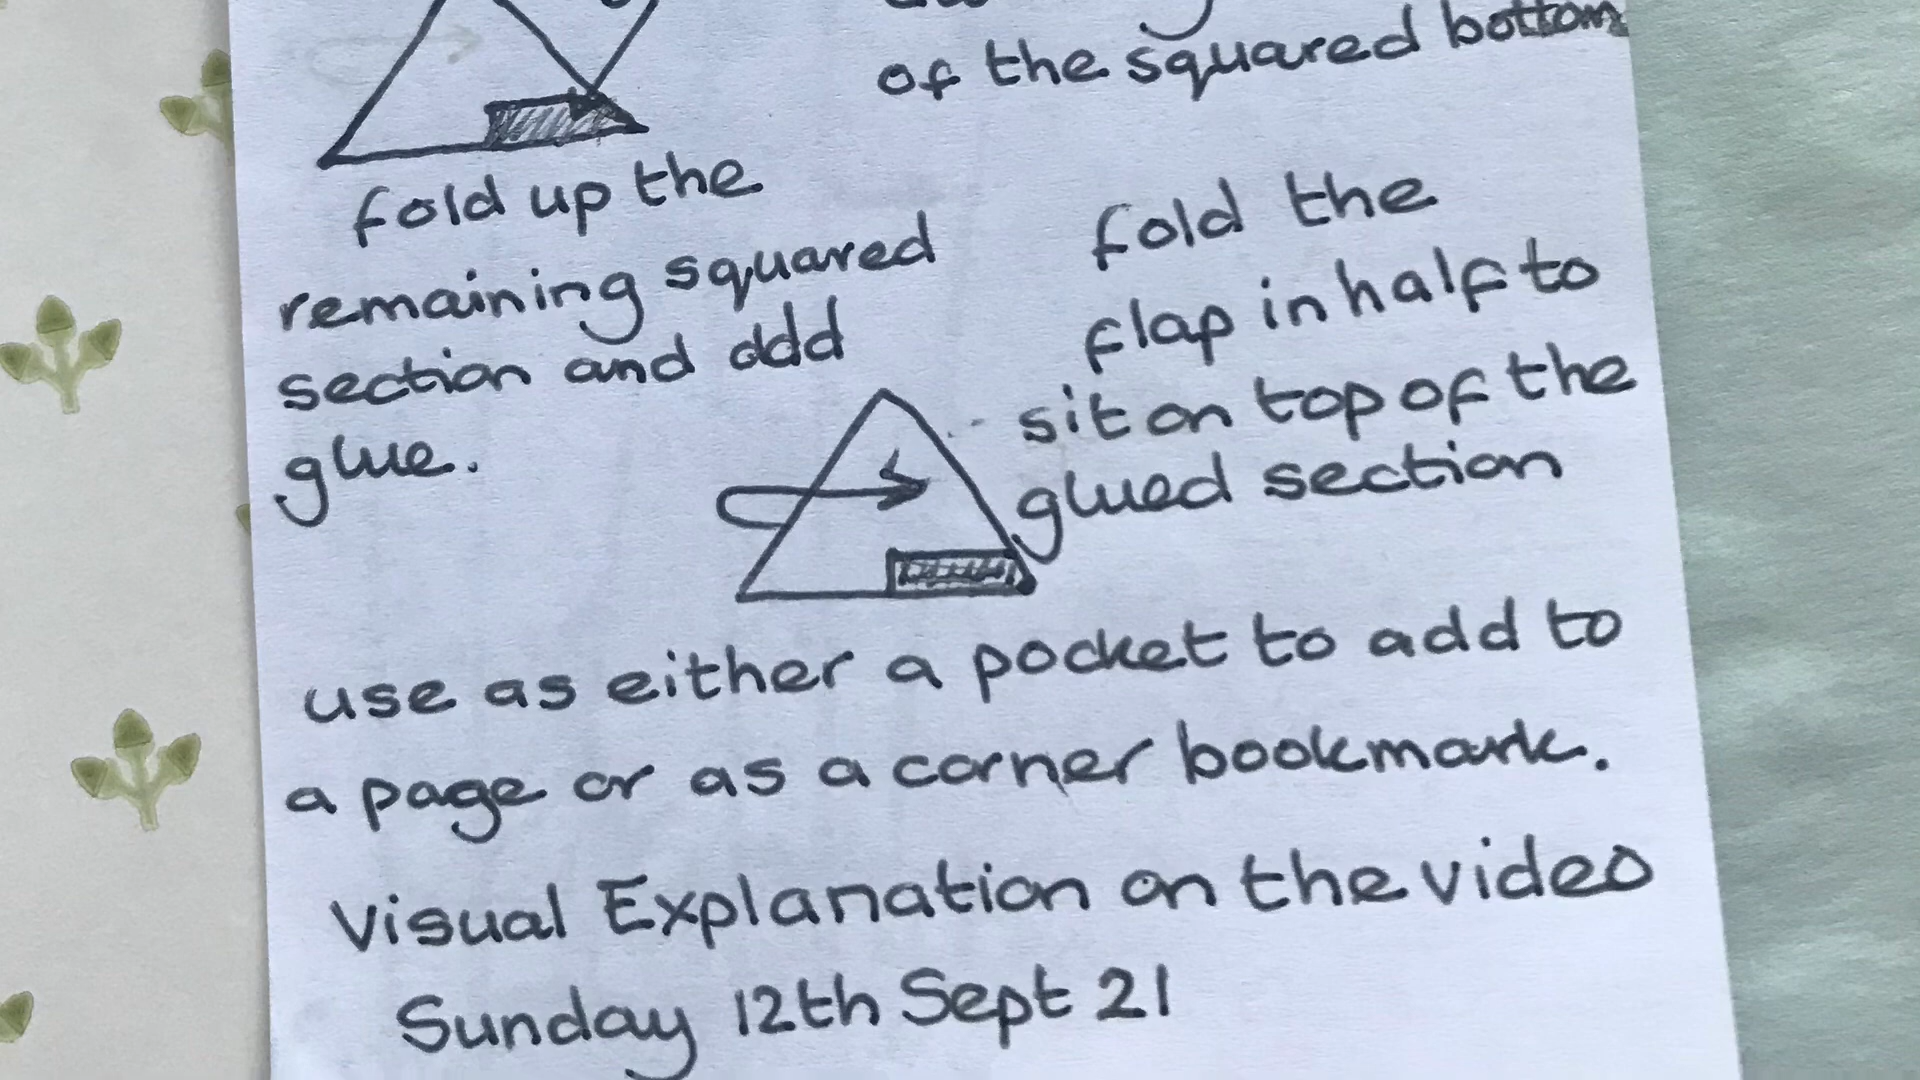 of the squared bottom
fold up the
remaining squared
section and ddd
glue.
fold the
flap in half to
sit on top of the
glued section
use as either a pocket to add to
a page or as a corner bookmark.
Visual Explanation on the video
Sunday 12th Sept 21